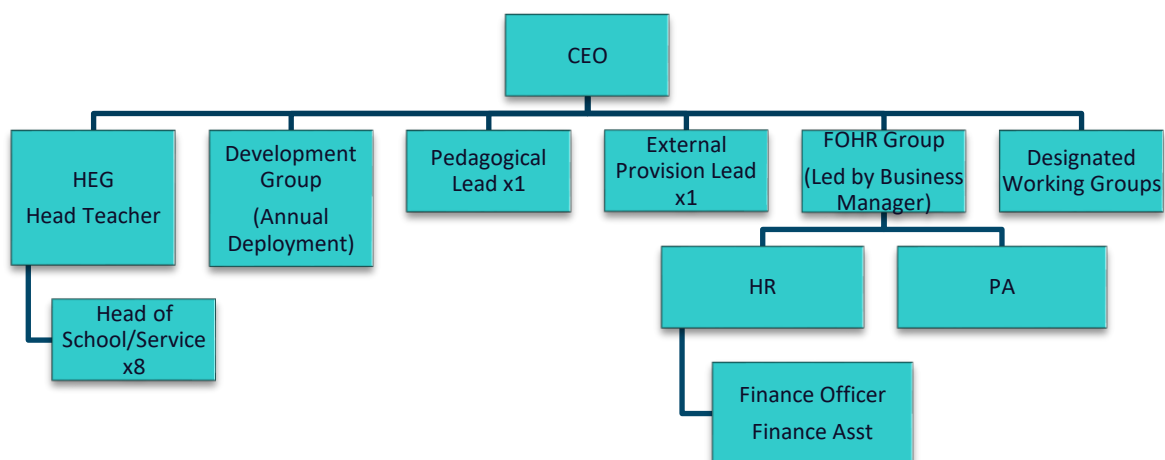 CEO
HEG
Head Teacher
Development
Group
(Annual
Deployment)
Pedagogical
Lead x1
External
Provision Lead
x1
FOHR Group
(Led by Business
Manager)
Designated
Working Groups
HR
PA
Head of
School/Service
x8
Finance Officer
Finance Asst